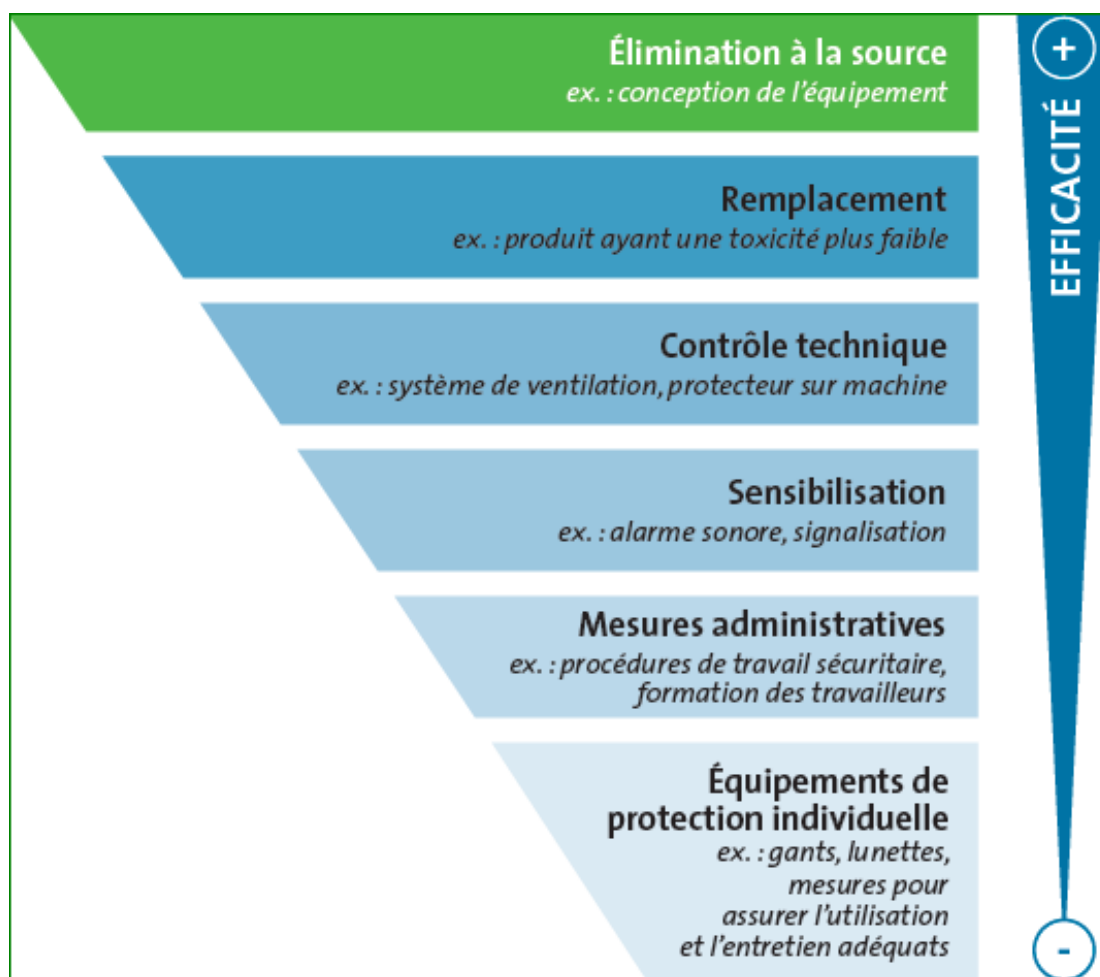 Élimination à la source
ex. : conception de l'équipement
+
EFFICACITÉ
Remplacement
ex. : produit ayant une toxicité plus faible
Contrôle technique
ex. : système de ventilation, protecteur sur machine
Sensibilisation
ex. : alarme sonore, signalisation
Mesures administratives
ex. : procédures de travail sécuritaire,
formation des travailleurs
Équipements de
protection individuelle
ex. : gants, lunettes,
mesures pour
assurer l'utilisation
et l'entretien adéquats
-